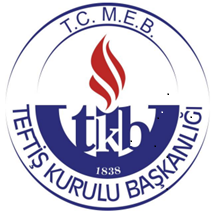 T.C. M.E.B.
tkb
1838
TEFTİŞ KURULU BAŞKANLIĞI